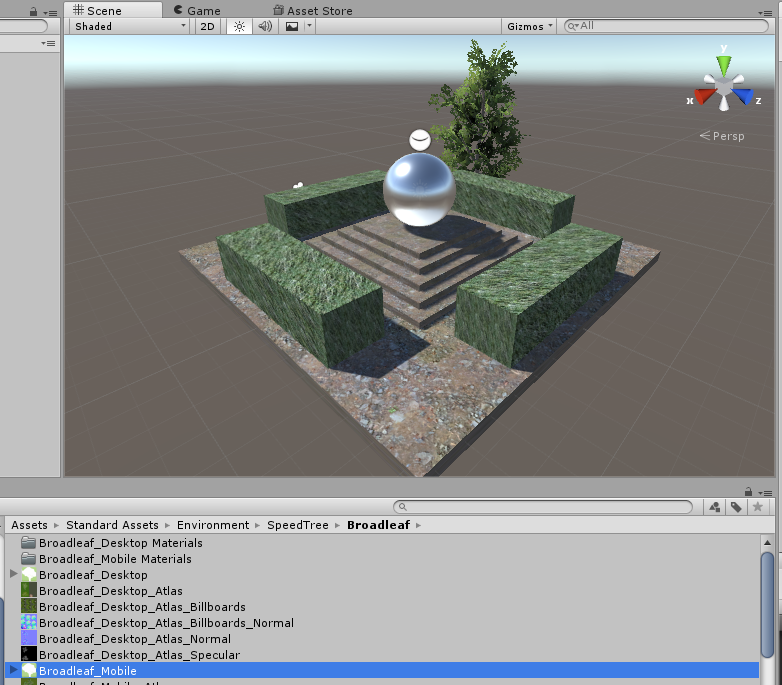 Scene Game Asset Store
Shaded 2D Gizmos All
y
x z
Persp
Assets Standard Assets Environment SpeedTree Broadleaf
Broadleaf_Desktop Materials
Broadleaf_Mobile Materials
Broadleaf_Desktop
Broadleaf_Desktop_Atlas
Broadleaf_Desktop_Atlas_Billboards
Broadleaf_Desktop_Atlas_Billboards_Normal
Broadleaf_Desktop_Atlas_Normal
Broadleaf_Desktop_Atlas_Specular
Broadleaf_Mobile